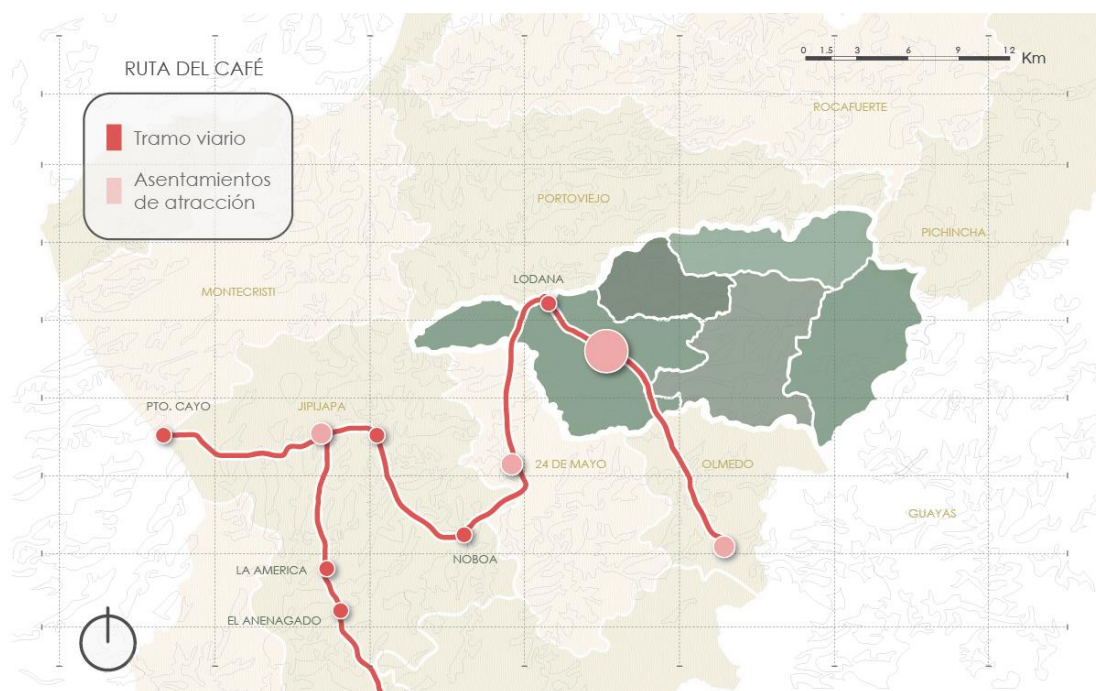 RUTA DEL CAFÉ
Tramo viario
Asentamientos
de atracción
0 1.5 3 6 9 12 Km
ROCAFUERTE
PORTOVIEJO
PICHINCHA
LODANA
MONTECRISTI
PTO. CAYO
JIPIJAPA
24 DE MAYO
OLMEDO
GUAYAS
NOBOA
LA AMERICA
EL ANENAGADO